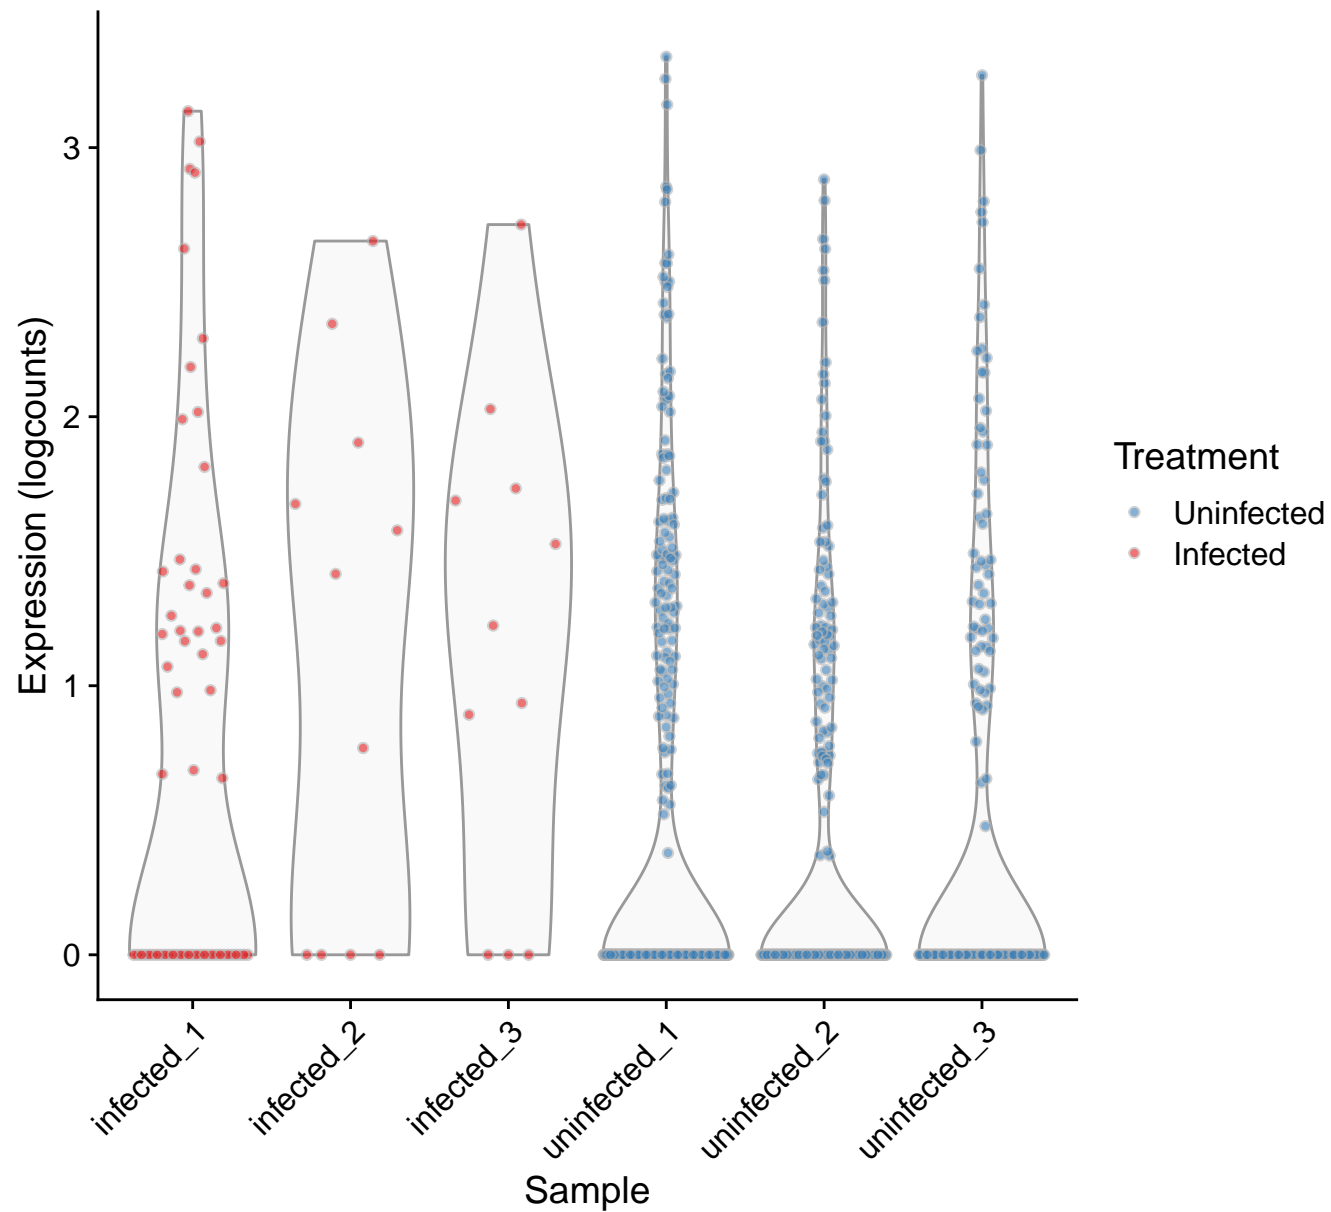 Expression (logcounts)
3
2
1
0
infected_1
infected_2
infected_3
uninfected_1
uninfected_2
uninfected_3
Sample
Treatment
Uninfected
Infected